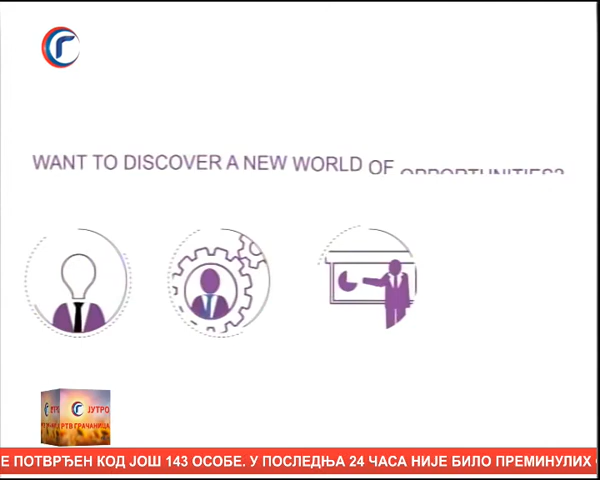 WANT TO DISCOVER A NEW WORLD OF OPPORTUNITIES?
ЈУТРО
РТВ ГРАЧАНИЦА
Е ПОТВРЂЕН КОД ЈОШ 143 ОСОБЕ. У ПОСЛЕДЊА 24 ЧАСА НИЈЕ БИЛО ПРЕМИНУЛИХ